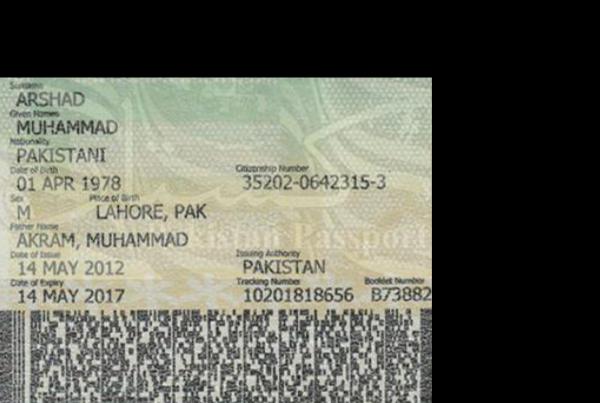 Surname
ARSHAD
Given Names
MUHAMMAD
Nationality
PAKISTANI
Date of Birth Citizenship Number
01 APR 1978 35202-0642315-3
Sex Place of Birth
M LAHORE, PAK
Father Name
AKRAM, MUHAMMAD
Date of Issue Issuing Authority
14 MAY 2012 PAKISTAN
Date of Expiry Tracking Number Booklet Number
14 MAY 2017 10201818656 B73882